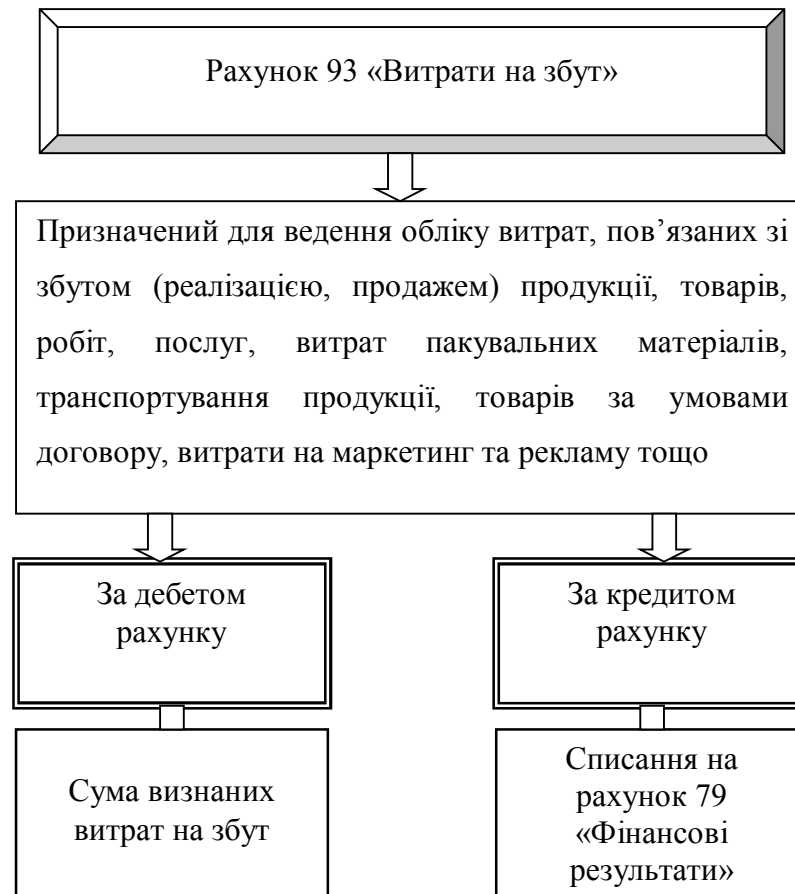 Рахунок 93 «Витрати на збут»
Призначений для ведення обліку витрат, пов’язаних зі
збутом (реалізацією, продажем) продукції, товарів,
робіт, послуг, витрат пакувальних матеріалів,
транспортування продукції, товарів за умовами
договору, витрати на маркетинг та рекламу тощо
За дебетом
рахунку
За кредитом
рахунку
Сума визнаних
витрат на збут
Списання на
рахунок 79
«Фінансові
результати»